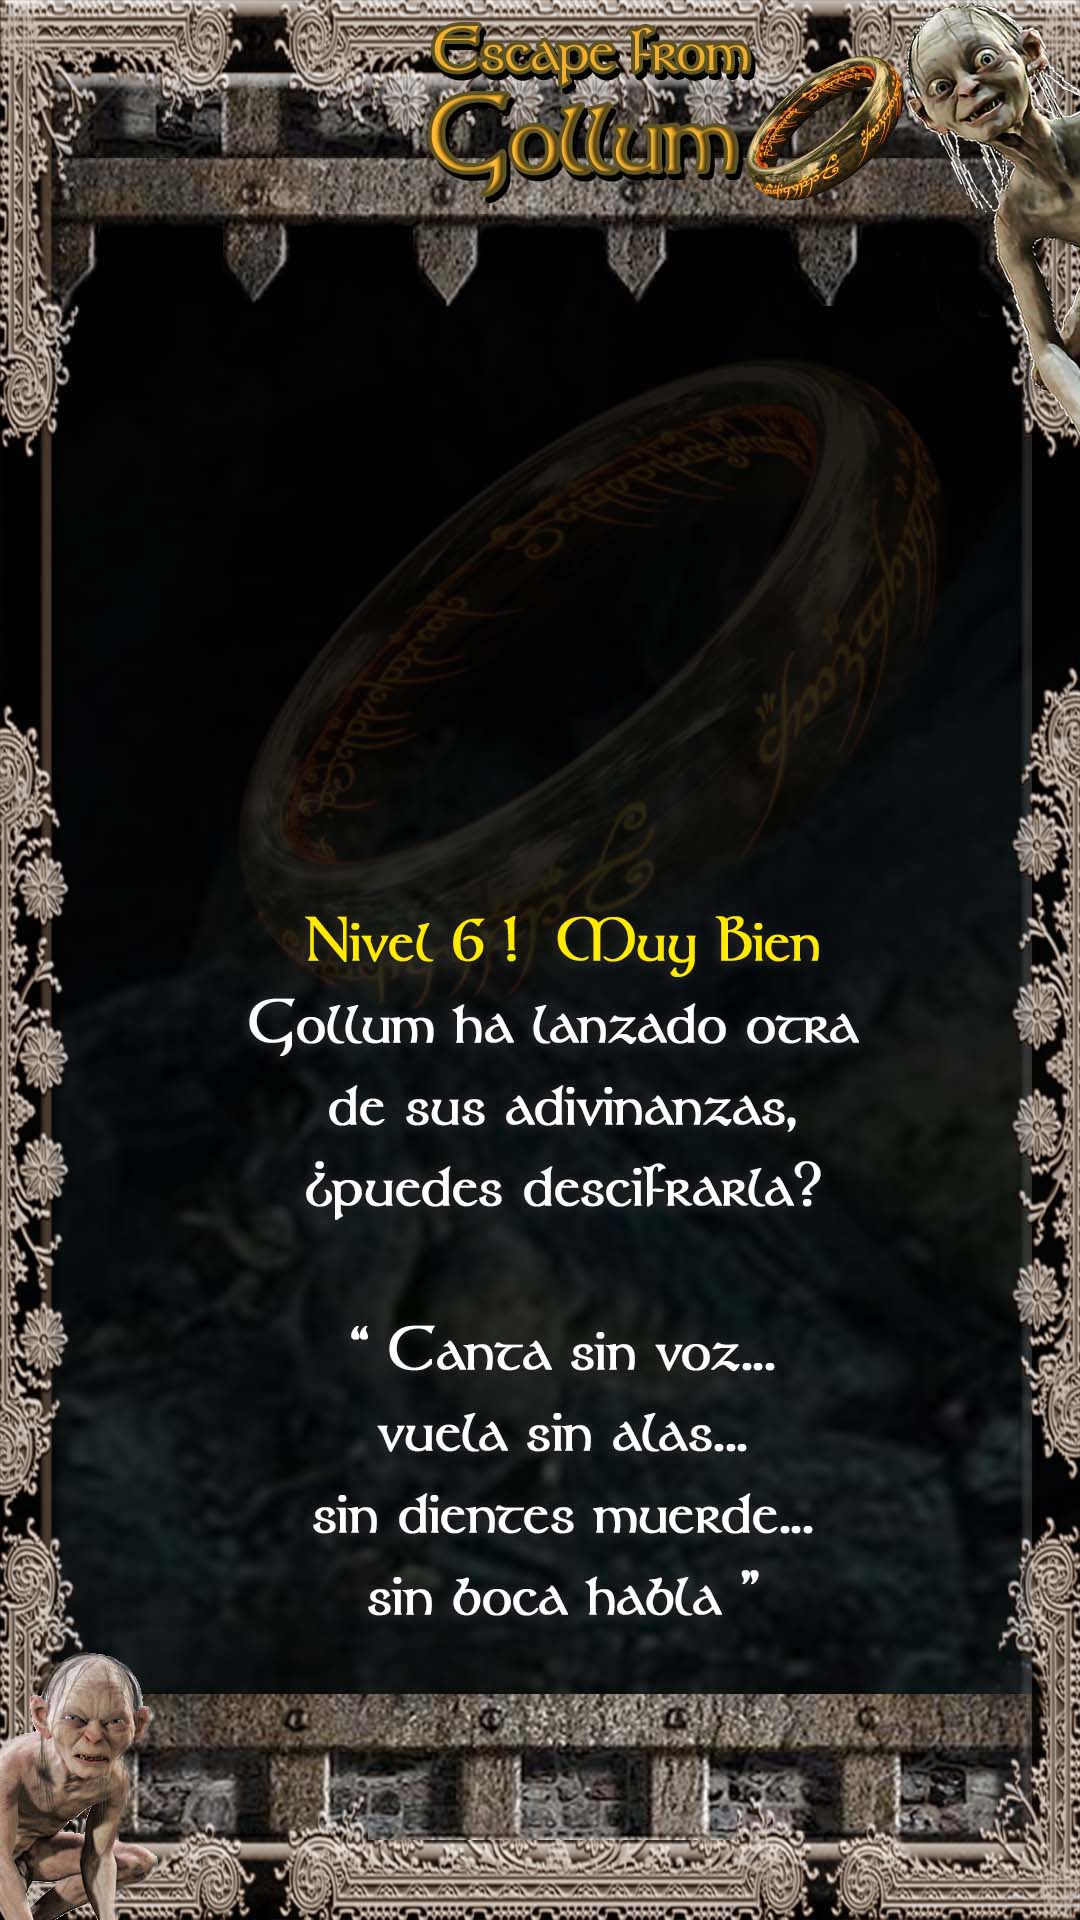 Escape from
Gollum
Nivel 6 ! Muy Bien
Gollum ha lanzado otra
de sus adivinanzas,
¿puedes descifrarla?
“ Canta sin voz...
vuela sin alas...
sin dientes muerde...
sin boca habla ”